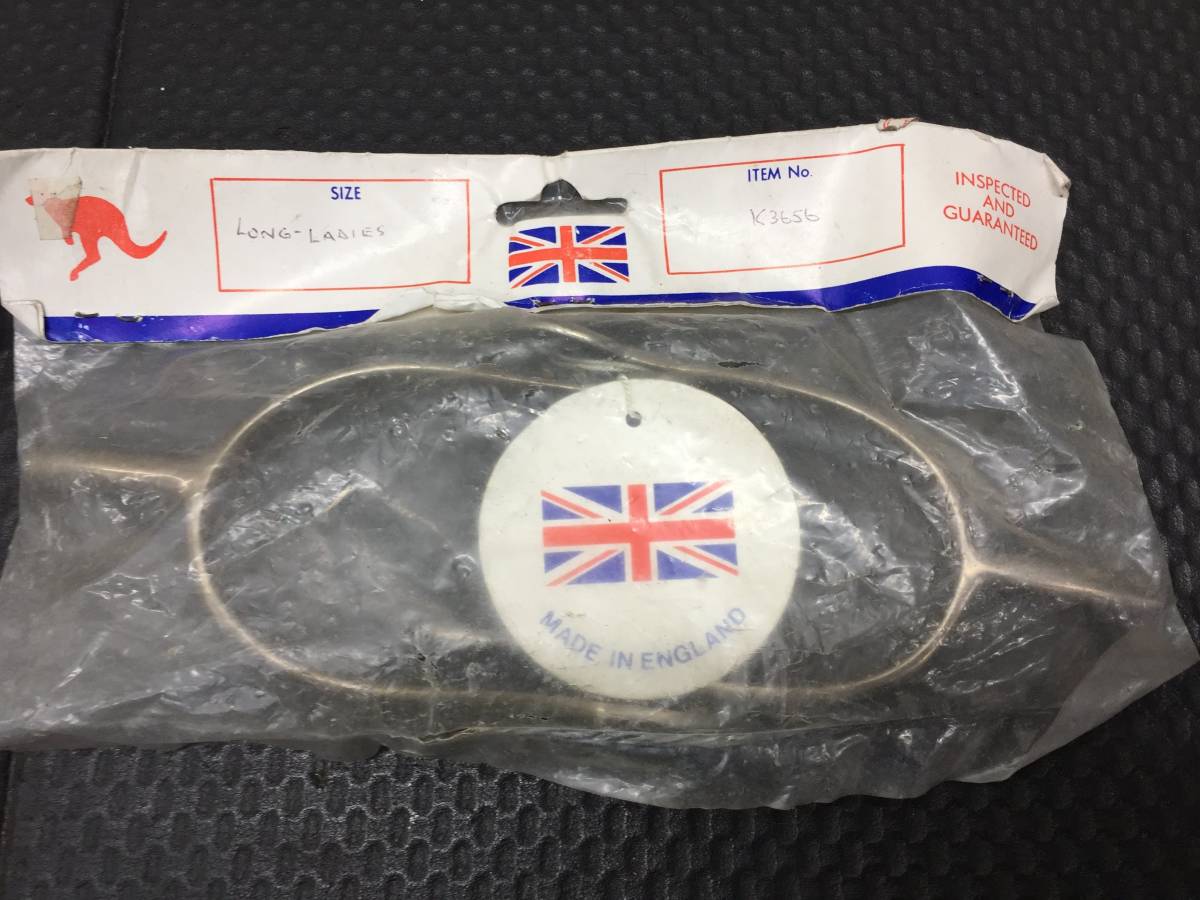 SIZE
LONG-LADIES
ITEM No.
K3656
INSPECTED
AND
GUARANTEED
MADE IN ENGLAND